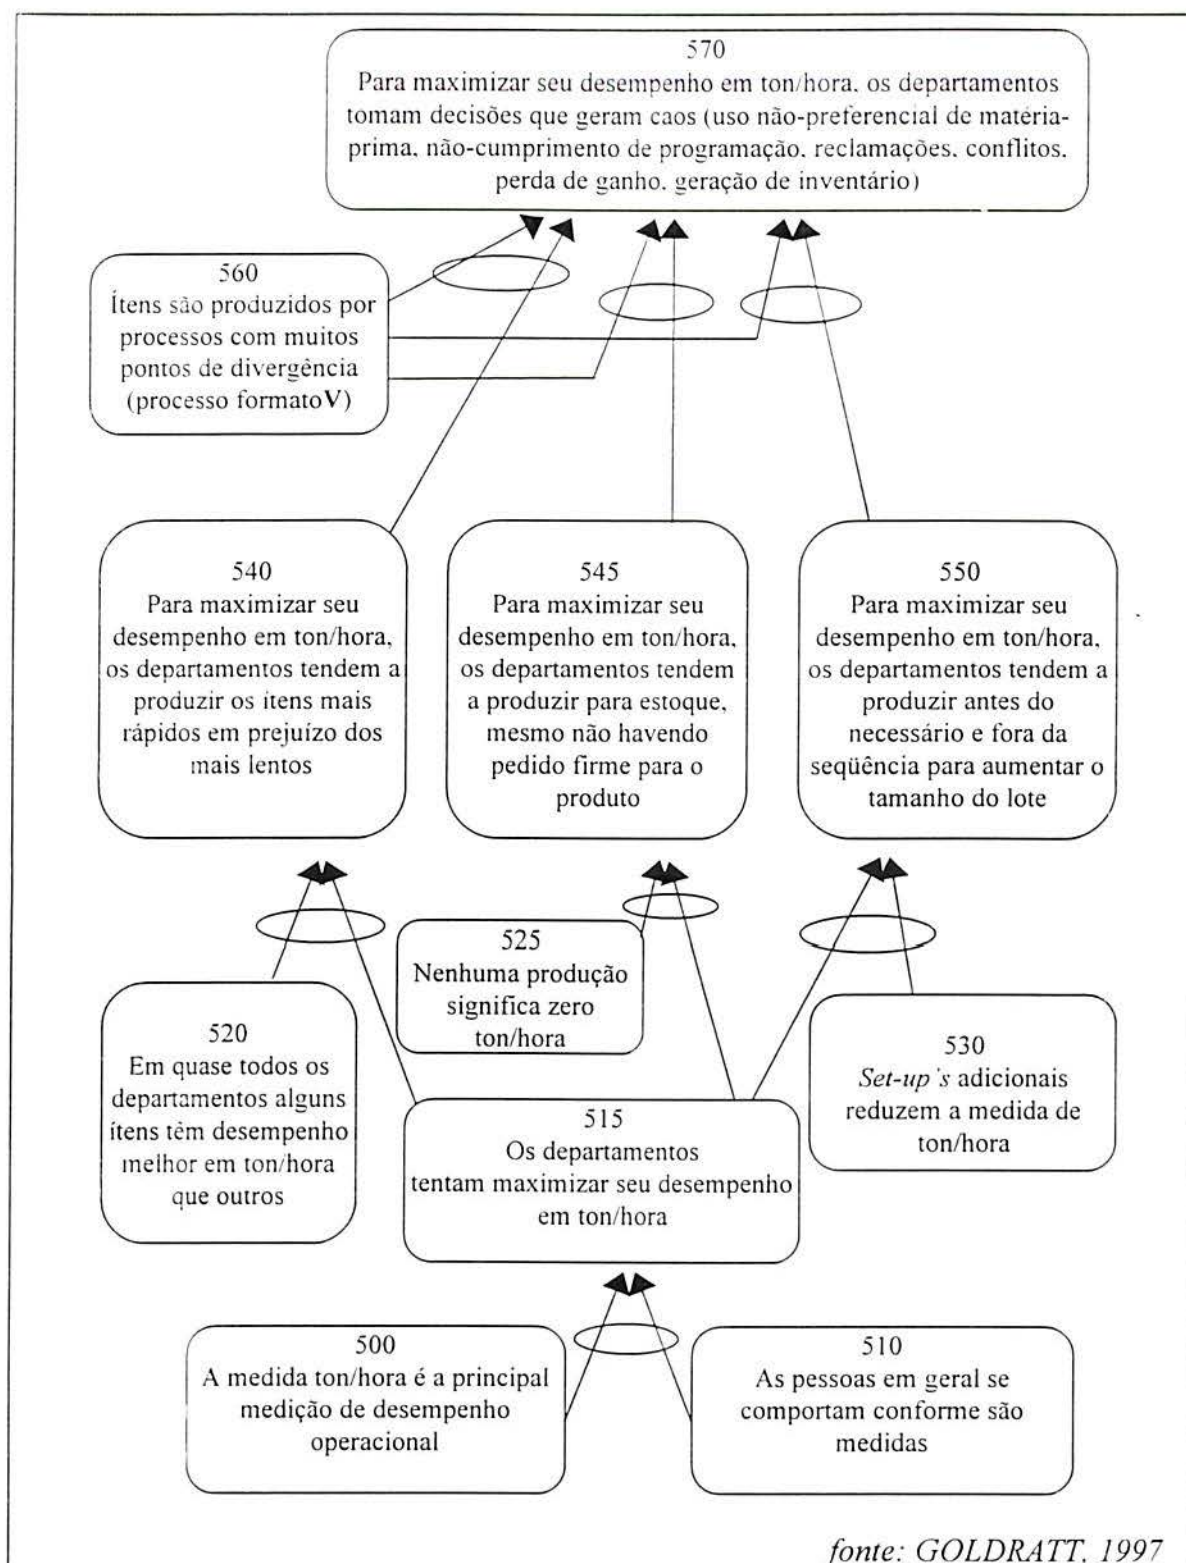 570
Para maximizar seu desempenho em ton/hora, os departamentos
tomam decisões que geram caos (uso não-preferencial de matéria-
prima, não-cumprimento de programação, reclamações, conflitos,
perda de ganho, geração de inventário)
560
Ítens são produzidos por
processos com muitos
pontos de divergência
(processo formatoV)
540
Para maximizar seu
desempenho em ton/hora,
os departamentos tendem a
produzir os ítens mais
rápidos em prejuízo dos
mais lentos
545
Para maximizar seu
desempenho em ton/hora,
os departamentos tendem
a produzir para estoque,
mesmo não havendo
pedido firme para o
produto
550
Para maximizar seu
desempenho em ton/hora,
os departamentos tendem a
produzir antes do
necessário e fora da
seqüência para aumentar o
tamanho do lote
525
Nenhuma produção
significa zero
ton/hora
520
Em quase todos os
departamentos alguns
ítens têm desempenho
melhor em ton/hora
que outros
515
Os departamentos
tentam maximizar seu desempenho
em ton/hora
530
Set-up's adicionais
reduzem a medida de
ton/hora
500
A medida ton/hora é a principal
medição de desempenho
operacional
510
As pessoas em geral se
comportam conforme são
medidas
fonte: GOLDRATT, 1997